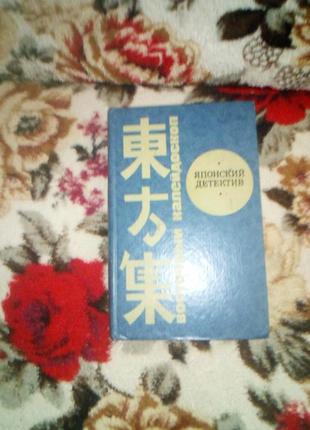 東方集
восточный калейдоскоп
ЯПОНСКИЙ
ДЕТЕКТИВ